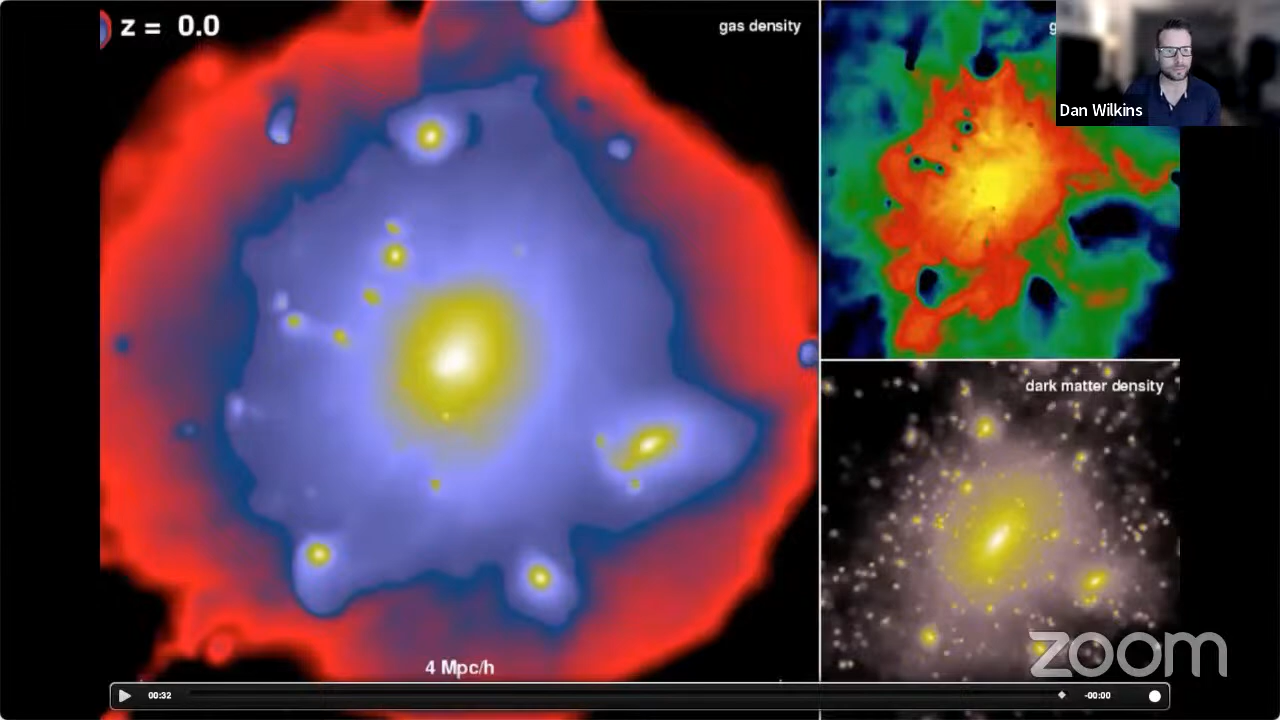 z = 0.0
gas density
Dan Wilkins
dark matter density
4 Mpc/h
zoom
00:32
-00:00